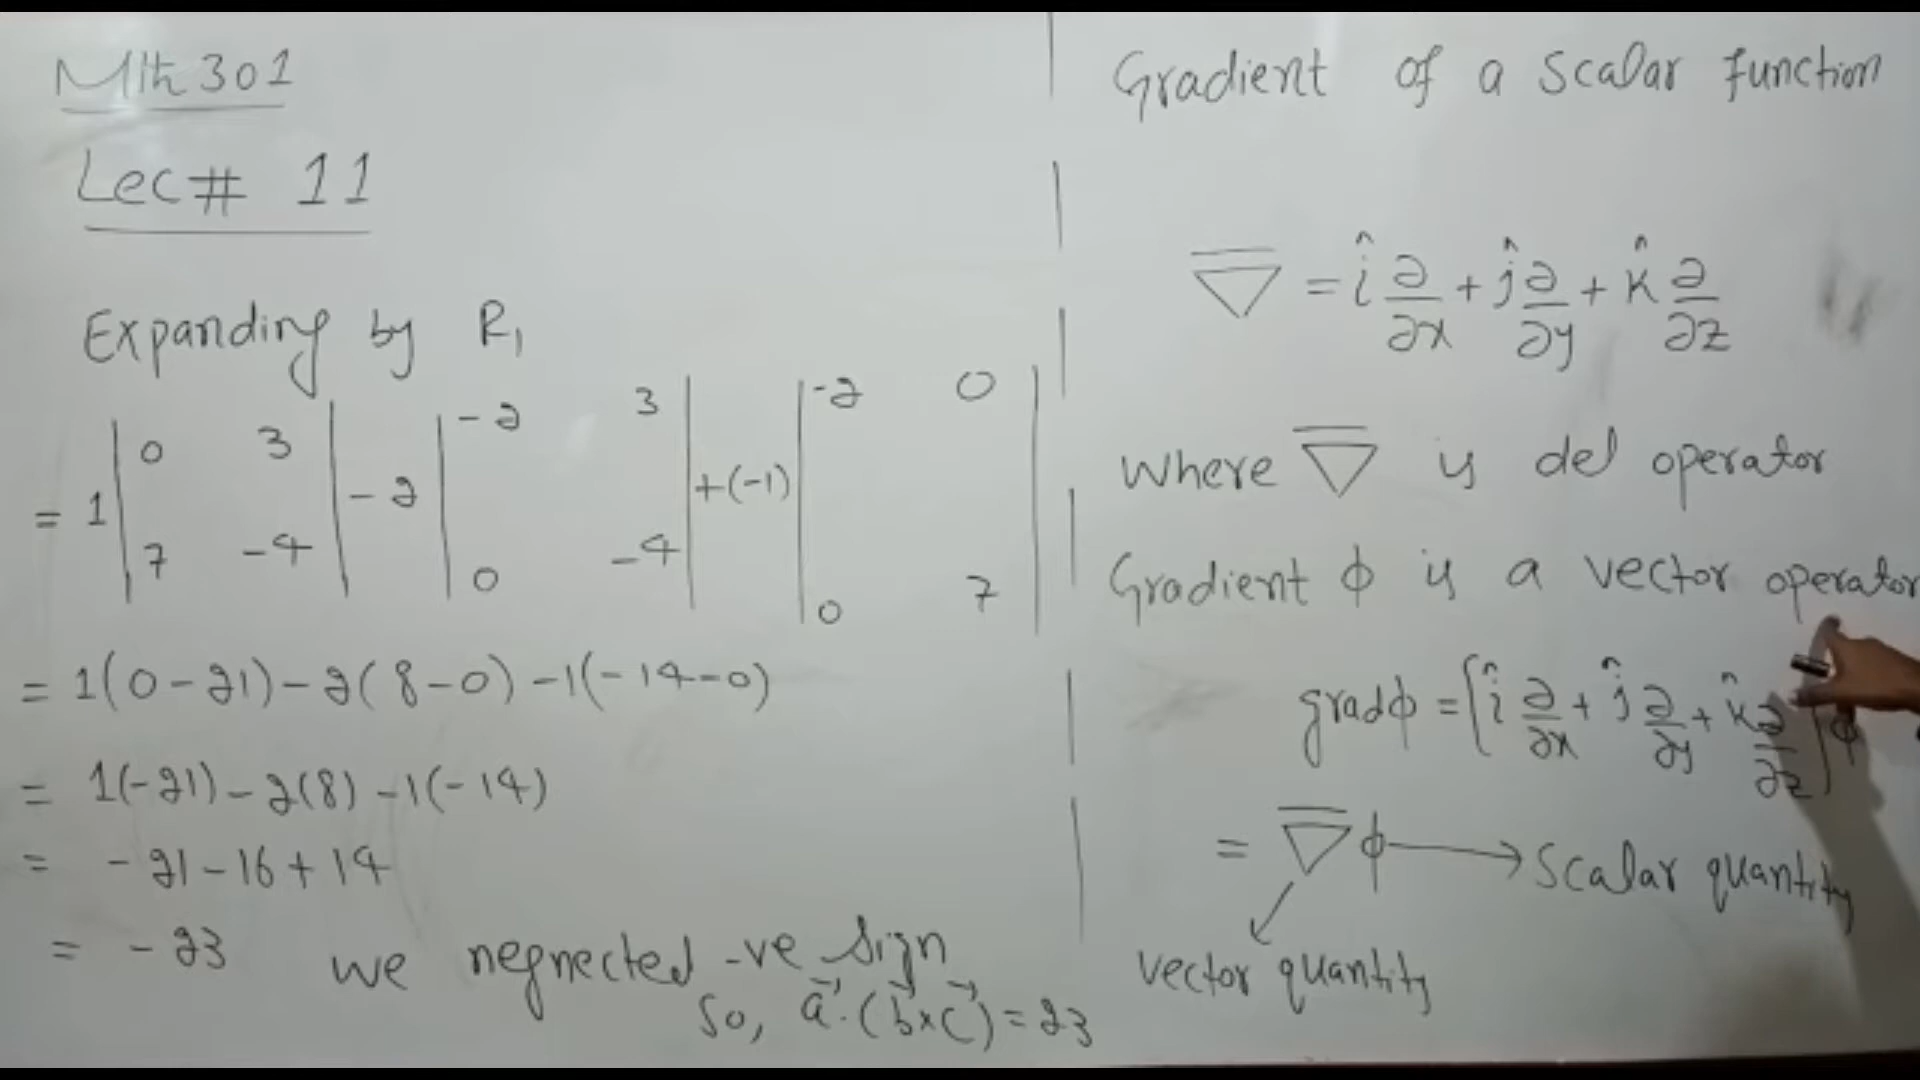 Mth 301
Lec# 11
Expanding by R₁
= 1 | 0 3 | - 2 | -2 3 | + (-1) | -2 0 |
| 7 -4 | | 0 -4 | | 0 7 |
= 1(0-21) - 2(8-0) -1(-14-0)
= 1(-21) - 2(8) -1(-14)
= -21 - 16 + 14
= -23 we negnected -ve sign
so, a⃗.(b⃗×c⃗) = 23
Gradient of a scalar function
∇̅ = î ∂/∂x + ĵ ∂/∂y + k̂ ∂/∂z
Where ∇̅ is del operator
Gradient ϕ is a vector operator
gradϕ = [î ∂/∂x + ĵ ∂/∂y + k̂ ∂/∂z] ϕ
= ∇̅ϕ → Scalar quantity
vector quantity